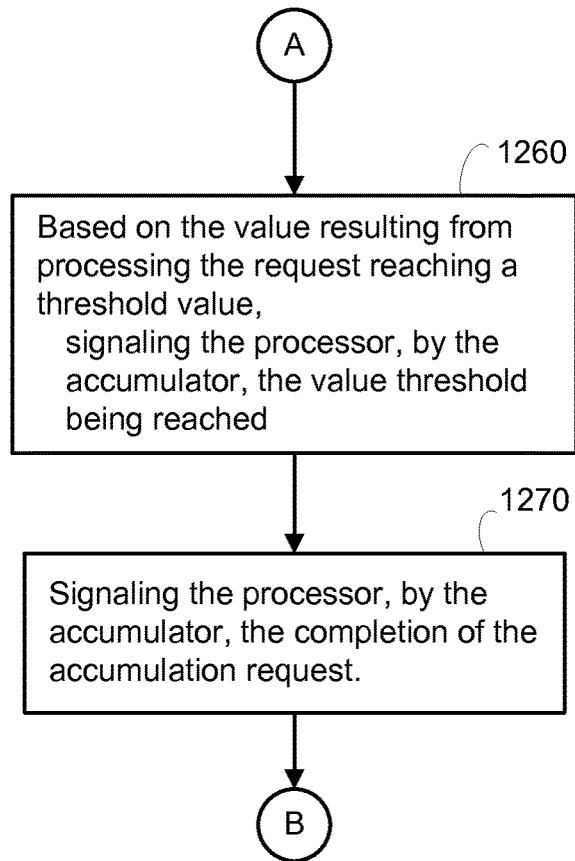 A
1260
Based on the value resulting from
processing the request reaching a
threshold value,
signaling the processor, by the
accumulator, the value threshold
being reached
1270
Signaling the processor, by the
accumulator, the completion of the
accumulation request.
B